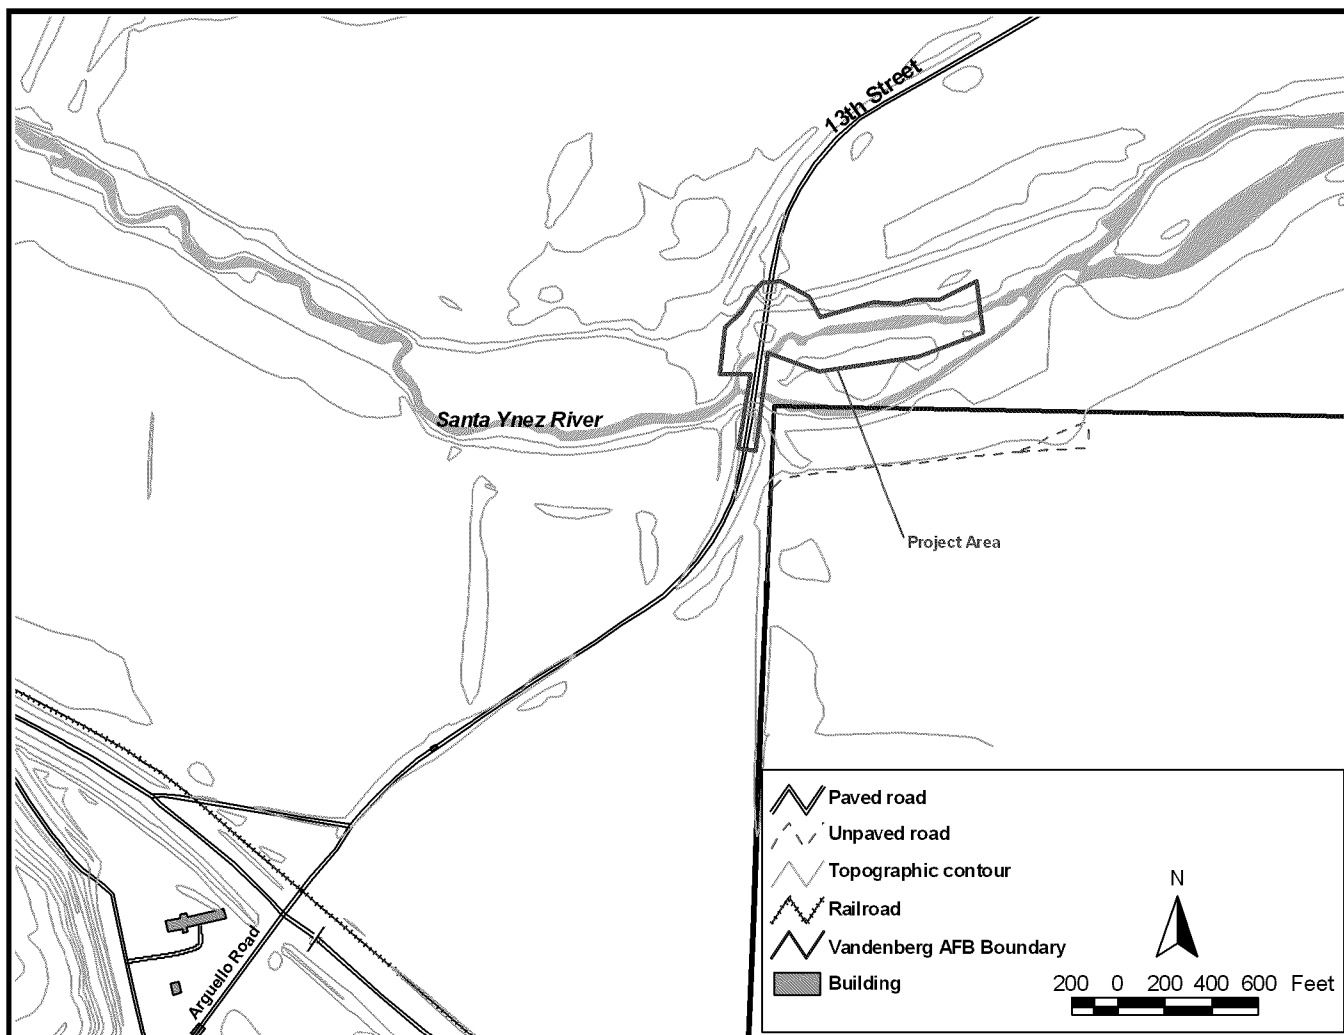 13th Street
Santa Ynez River
Project Area
Arguello Road
Paved road
Unpaved road
Topographic contour
Railroad
Vandenberg AFB Boundary
Building
N
200 0 200 400 600 Feet